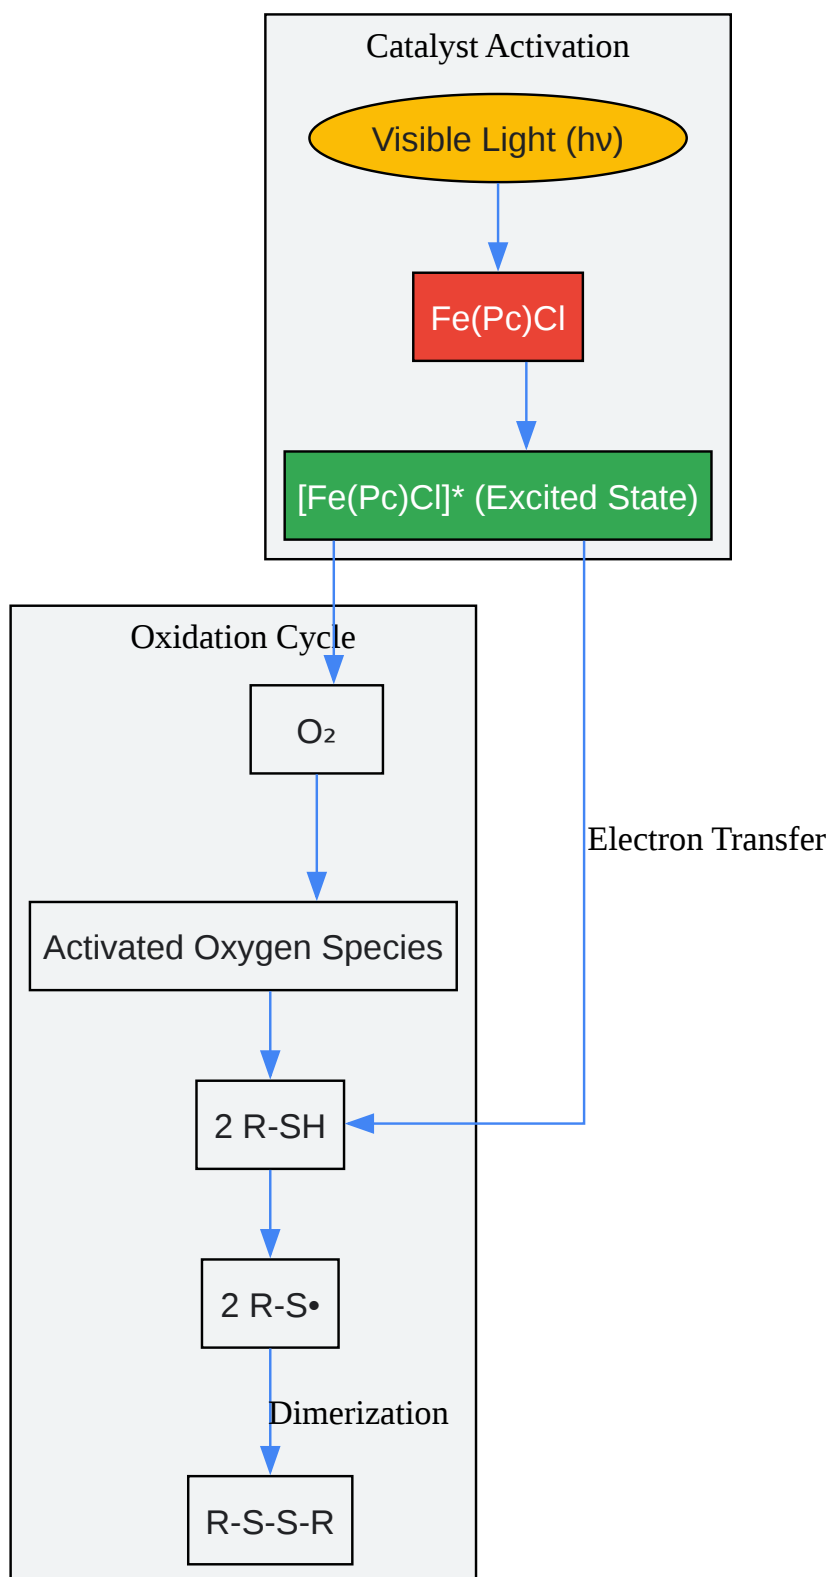 Catalyst Activation
Visible Light (hν)
Fe(Pc)Cl
[Fe(Pc)Cl]* (Excited State)
Oxidation Cycle
O₂
Electron Transfer
Activated Oxygen Species
2 R-SH
2 R-S•
Dimerization
R-S-S-R